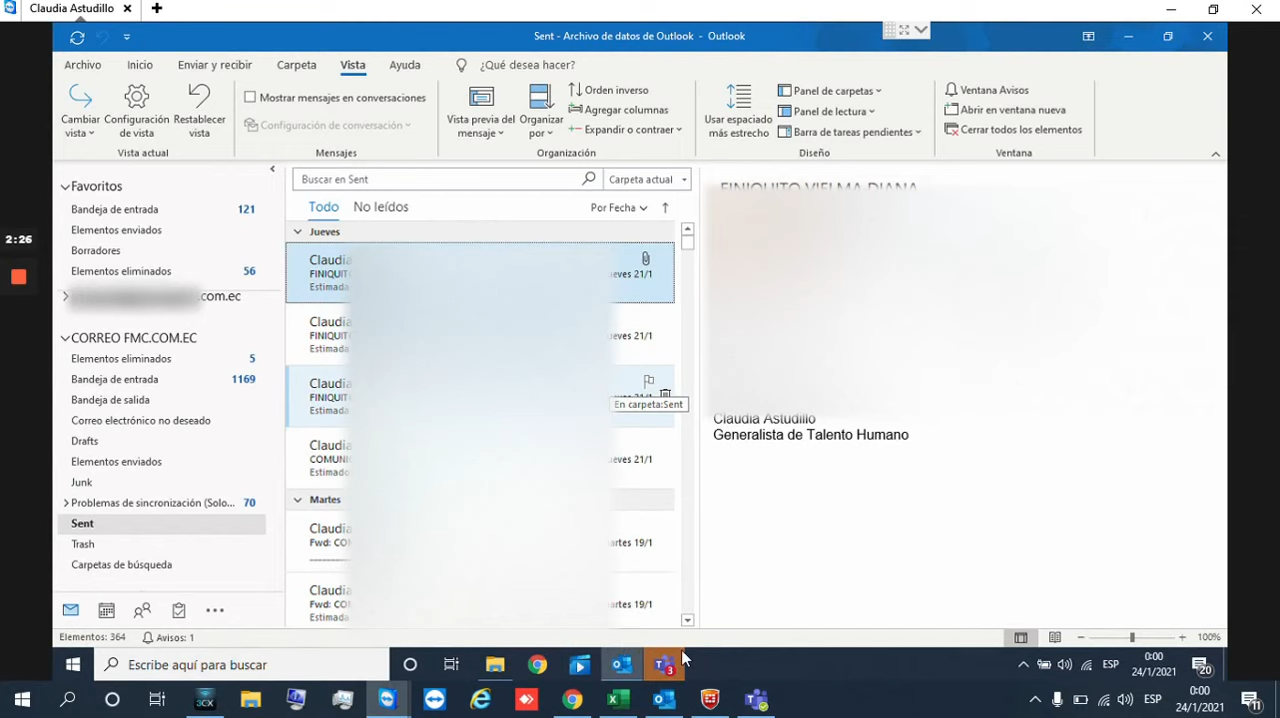 Claudia Astudillo
Sent - Archivo de datos de Outlook - Outlook
Archivo Inicio Enviar y recibir Carpeta Vista Ayuda ¿Qué desea hacer?
Cambiar vista
Configuración de vista
Restablecer vista
Vista actual
Mostrar mensajes en conversaciones
Configuración de conversación
Mensajes
Vista previa del mensaje
Organizar por
Orden inverso
Agregar columnas
Expandir o contraer
Organización
Usar espaciado más estrecho
Panel de carpetas
Panel de lectura
Barra de tareas pendientes
Diseño
Ventana Avisos
Abrir en ventana nueva
Cerrar todos los elementos
Ventana
2:26
Favoritos
Bandeja de entrada 121
Elementos enviados
Borradores
Elementos eliminados 56
.com.ec
CORREO FMC.COM.EC
Elementos eliminados 5
Bandeja de entrada 1169
Bandeja de salida
Correo electrónico no deseado
Drafts
Elementos enviados
Junk
Problemas de sincronización (Solo... 70
Sent
Trash
Carpetas de búsqueda
Buscar en Sent Carpeta actual
Todo No leídos Por Fecha
Jueves
Claudia
FINIQUIT
Estimada
Claudia
FINIQUIT
Estimada
Claudia
FINIQUIT
Estimada
En carpeta:Sent
Claudia
COMUNI
Estimado
Martes
Claudia
Fwd: CO
martes 19/1
Claudia
Fwd: CO
martes 19/1
Estimada
FINIQUITO VIELMA DIANA
Claudia Astudillo
Generalista de Talento Humano
Elementos: 364 Avisos: 1 100%
Escribe aquí para buscar
3
ESP
0:00
24/1/2021
20
3CX
ESP
0:00
24/1/2021
11